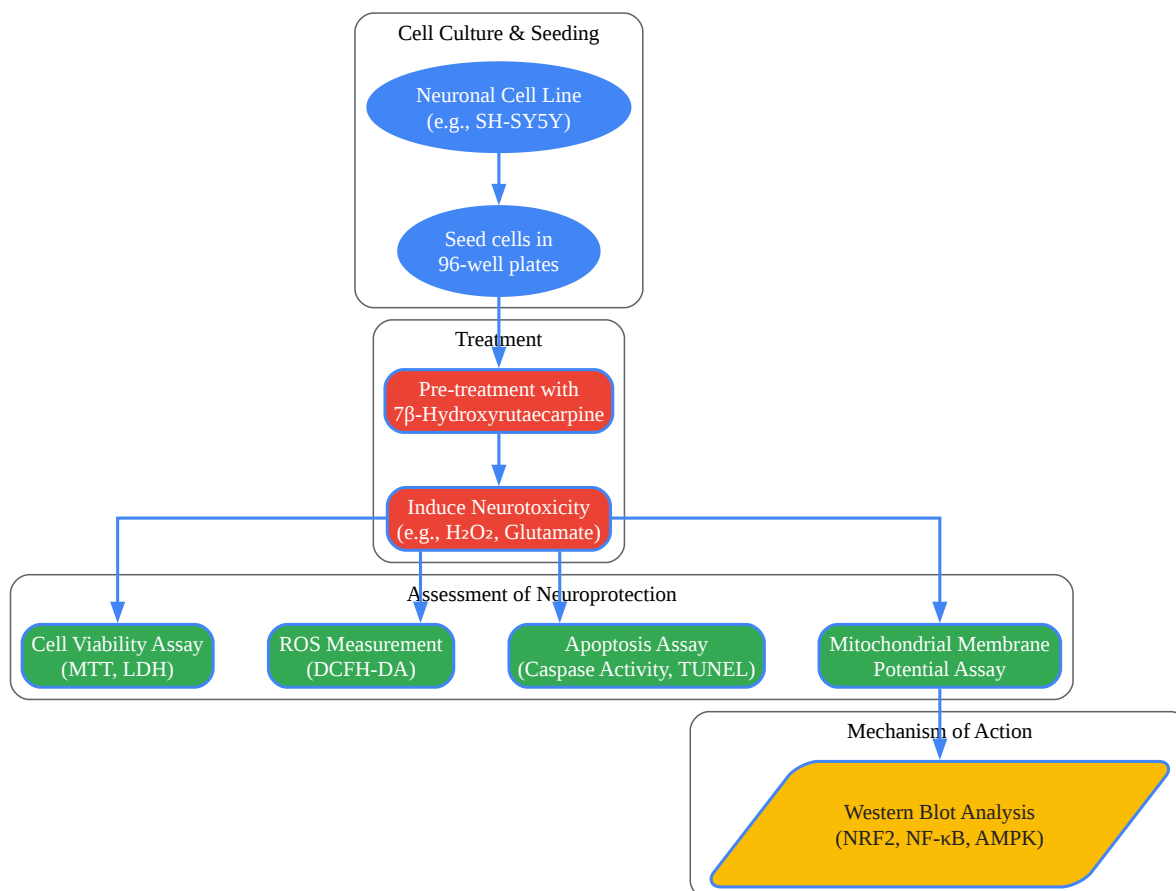 Cell Culture & Seeding
Neuronal Cell Line
(e.g., SH-SY5Y)
Seed cells in
96-well plates
Treatment
Pre-treatment with
7β-Hydroxyrutaecarpine
Induce Neurotoxicity
(e.g., H₂O₂, Glutamate)
Assessment of Neuroprotection
Cell Viability Assay
(MTT, LDH)
ROS Measurement
(DCFH-DA)
Apoptosis Assay
(Caspase Activity, TUNEL)
Mitochondrial Membrane
Potential Assay
Mechanism of Action
Western Blot Analysis
(NRF2, NF-κB, AMPK)